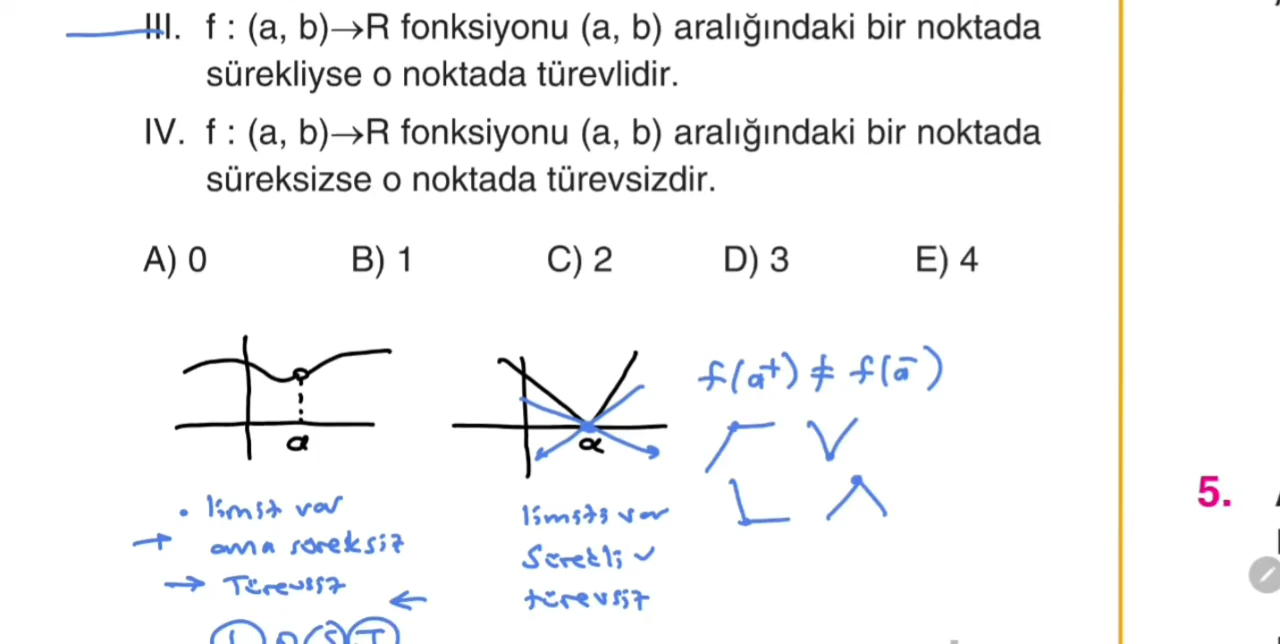 III. f : (a, b)→R fonksiyonu (a, b) aralığındaki bir noktada
sürekliyse o noktada türevlidir.
IV. f : (a, b)→R fonksiyonu (a, b) aralığındaki bir noktada
süreksizse o noktada türevsizdir.
A) 0 B) 1 C) 2 D) 3 E) 4
f(a⁺) ≠ f(a⁻)
a
a
• limit var
→ ama süreksiz
→ Türevsiz ←
limiti var
Sürekli ✓
türevsiz
5.